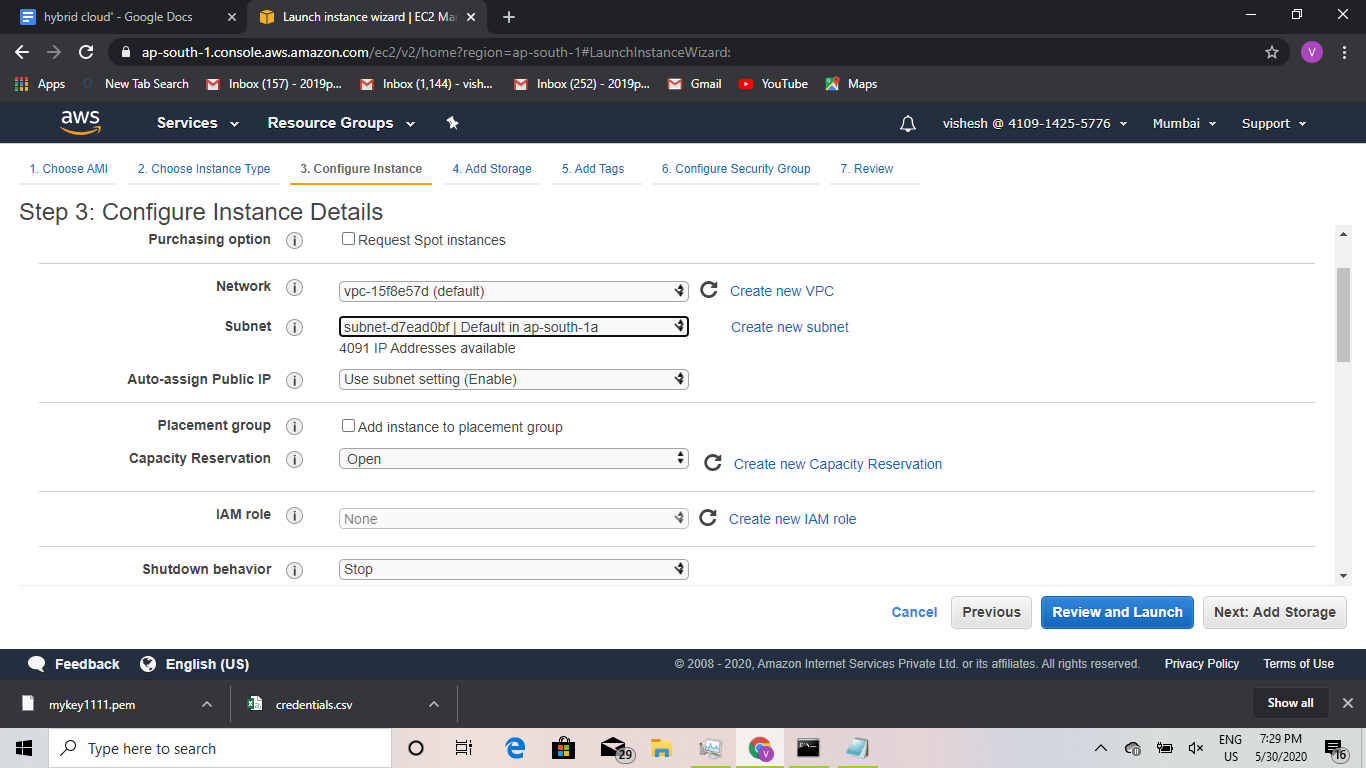 hybrid cloud' - Google Docs
Launch instance wizard | EC2 Ma
ap-south-1.console.aws.amazon.com/ec2/v2/home?region=ap-south-1#LaunchInstanceWizard:
V
Apps New Tab Search Inbox (157) - 2019p... Inbox (1,144) - vish... Inbox (252) - 2019p... Gmail YouTube Maps
aws Services Resource Groups vishesh @ 4109-1425-5776 Mumbai Support
1. Choose AMI 2. Choose Instance Type 3. Configure Instance 4. Add Storage 5. Add Tags 6. Configure Security Group 7. Review
Step 3: Configure Instance Details
Purchasing option i Request Spot instances
Network i vpc-15f8e57d (default) Create new VPC
Subnet i subnet-d7ead0bf | Default in ap-south-1a Create new subnet
4091 IP Addresses available
Auto-assign Public IP i Use subnet setting (Enable)
Placement group i Add instance to placement group
Capacity Reservation i Open Create new Capacity Reservation
IAM role i None Create new IAM role
Shutdown behavior i Stop
Cancel Previous Review and Launch Next: Add Storage
Feedback English (US) © 2008 - 2020, Amazon Internet Services Private Ltd. or its affiliates. All rights reserved. Privacy Policy Terms of Use
mykey1111.pem credentials.csv Show all
Type here to search 29 V ENG 7:29 PM
US 5/30/2020 16